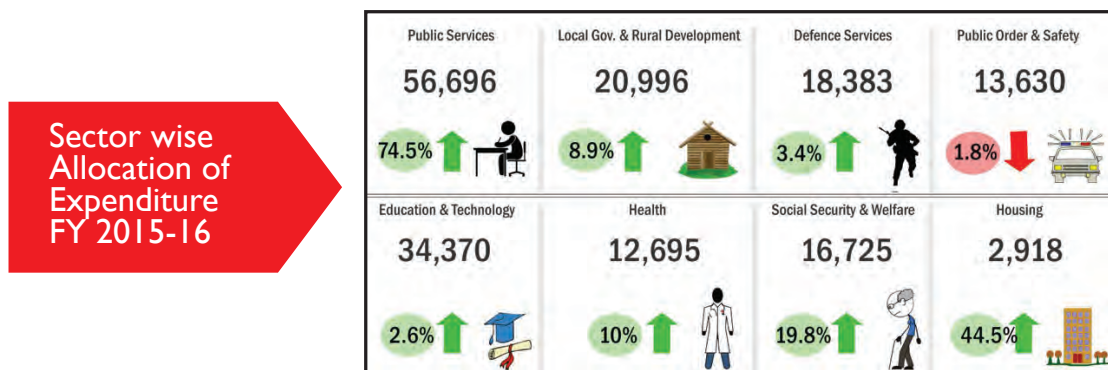 Sector wise
Allocation of
Expenditure
FY 2015-16
Public Services
56,696
74.5%
Local Gov. & Rural Development
20,996
8.9%
Defence Services
18,383
3.4%
Public Order & Safety
13,630
1.8%
Education & Technology
34,370
2.6%
Health
12,695
10%
Social Security & Welfare
16,725
19.8%
Housing
2,918
44.5%